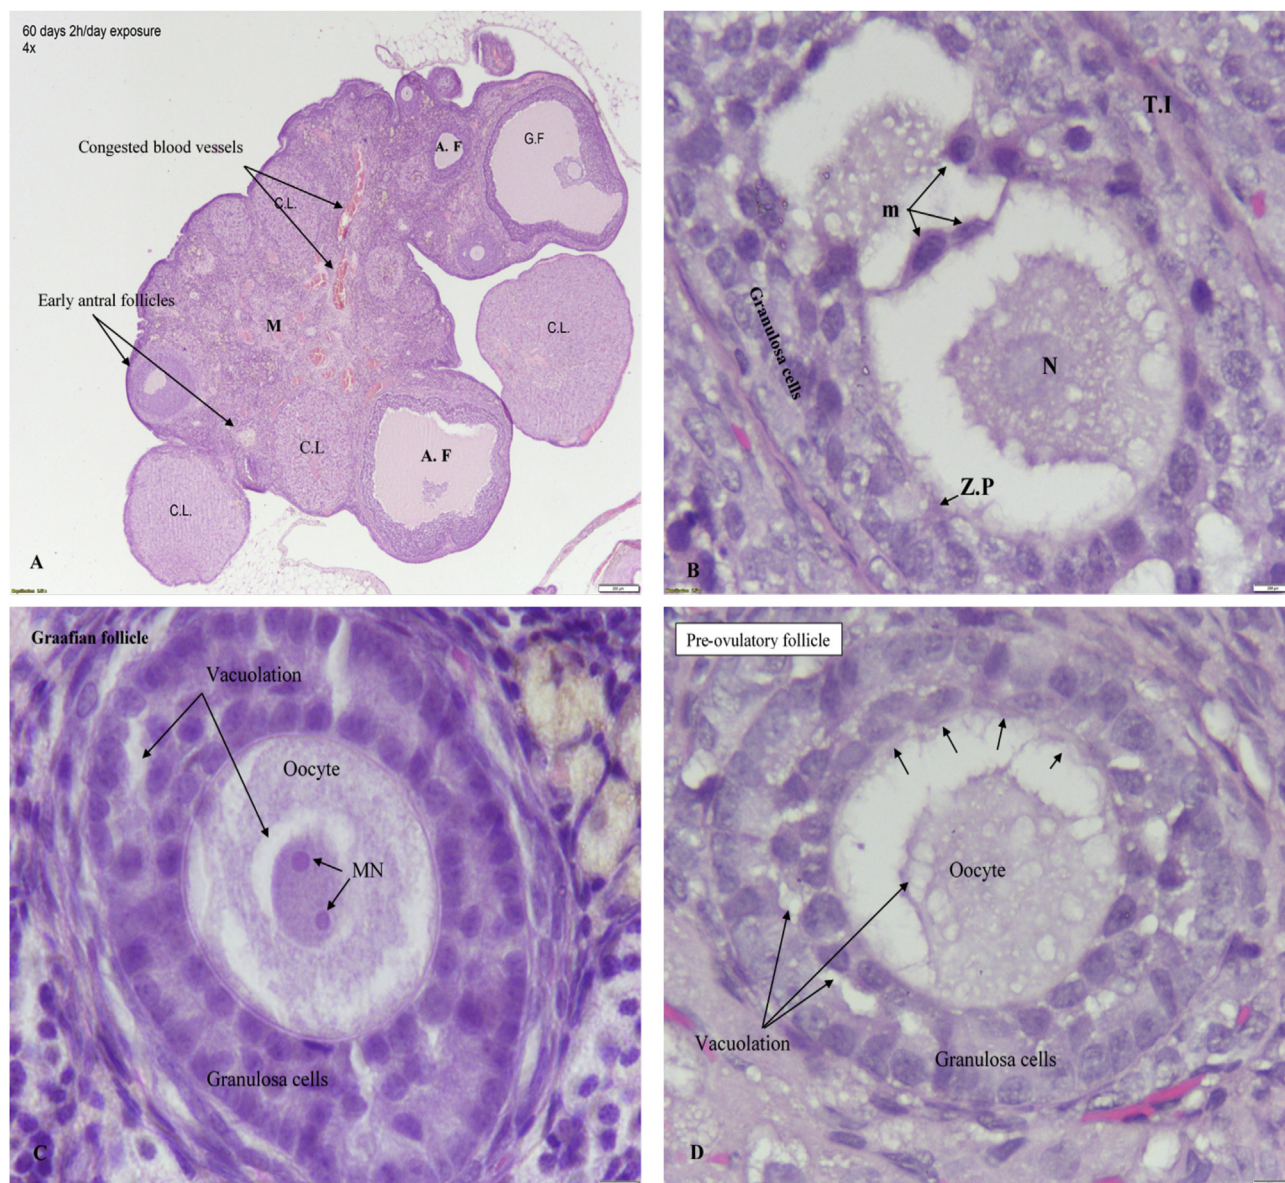 60 days 2h/day exposure
4x
Congested blood vessels
A. F
G.F
C.L.
Early antral follicles
M
C.L.
C.L
A. F
C.L.
A
T.I
m
Granulosa cells
N
Z.P
B
Graafian follicle
Vacuolation
Oocyte
MN
Granulosa cells
C
Pre-ovulatory follicle
Oocyte
Vacuolation
Granulosa cells
D